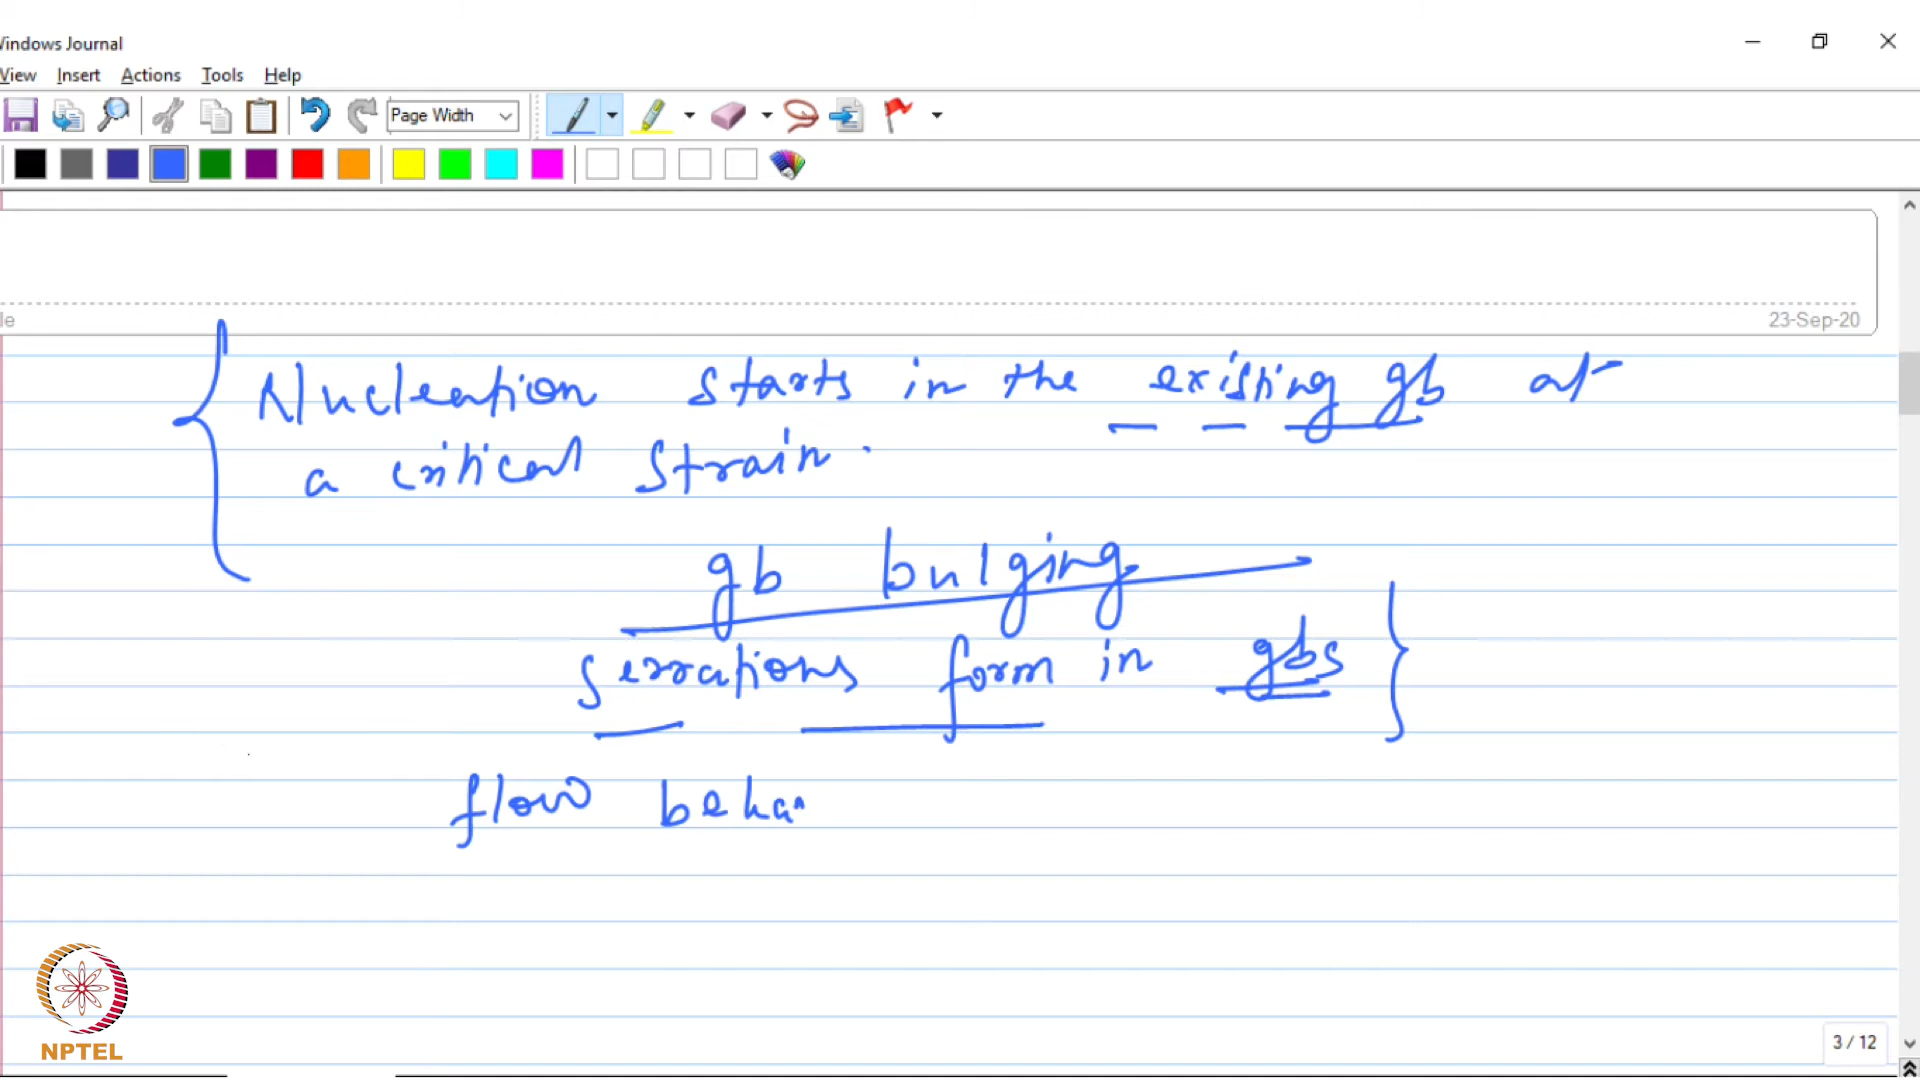 Windows Journal
View Insert Actions Tools Help
Page Width
le
23-Sep-20
Nucleation starts in the existing gb at
a critical strain.
gb bulging
serrations form in gbs
flow beha
NPTEL
3 / 12